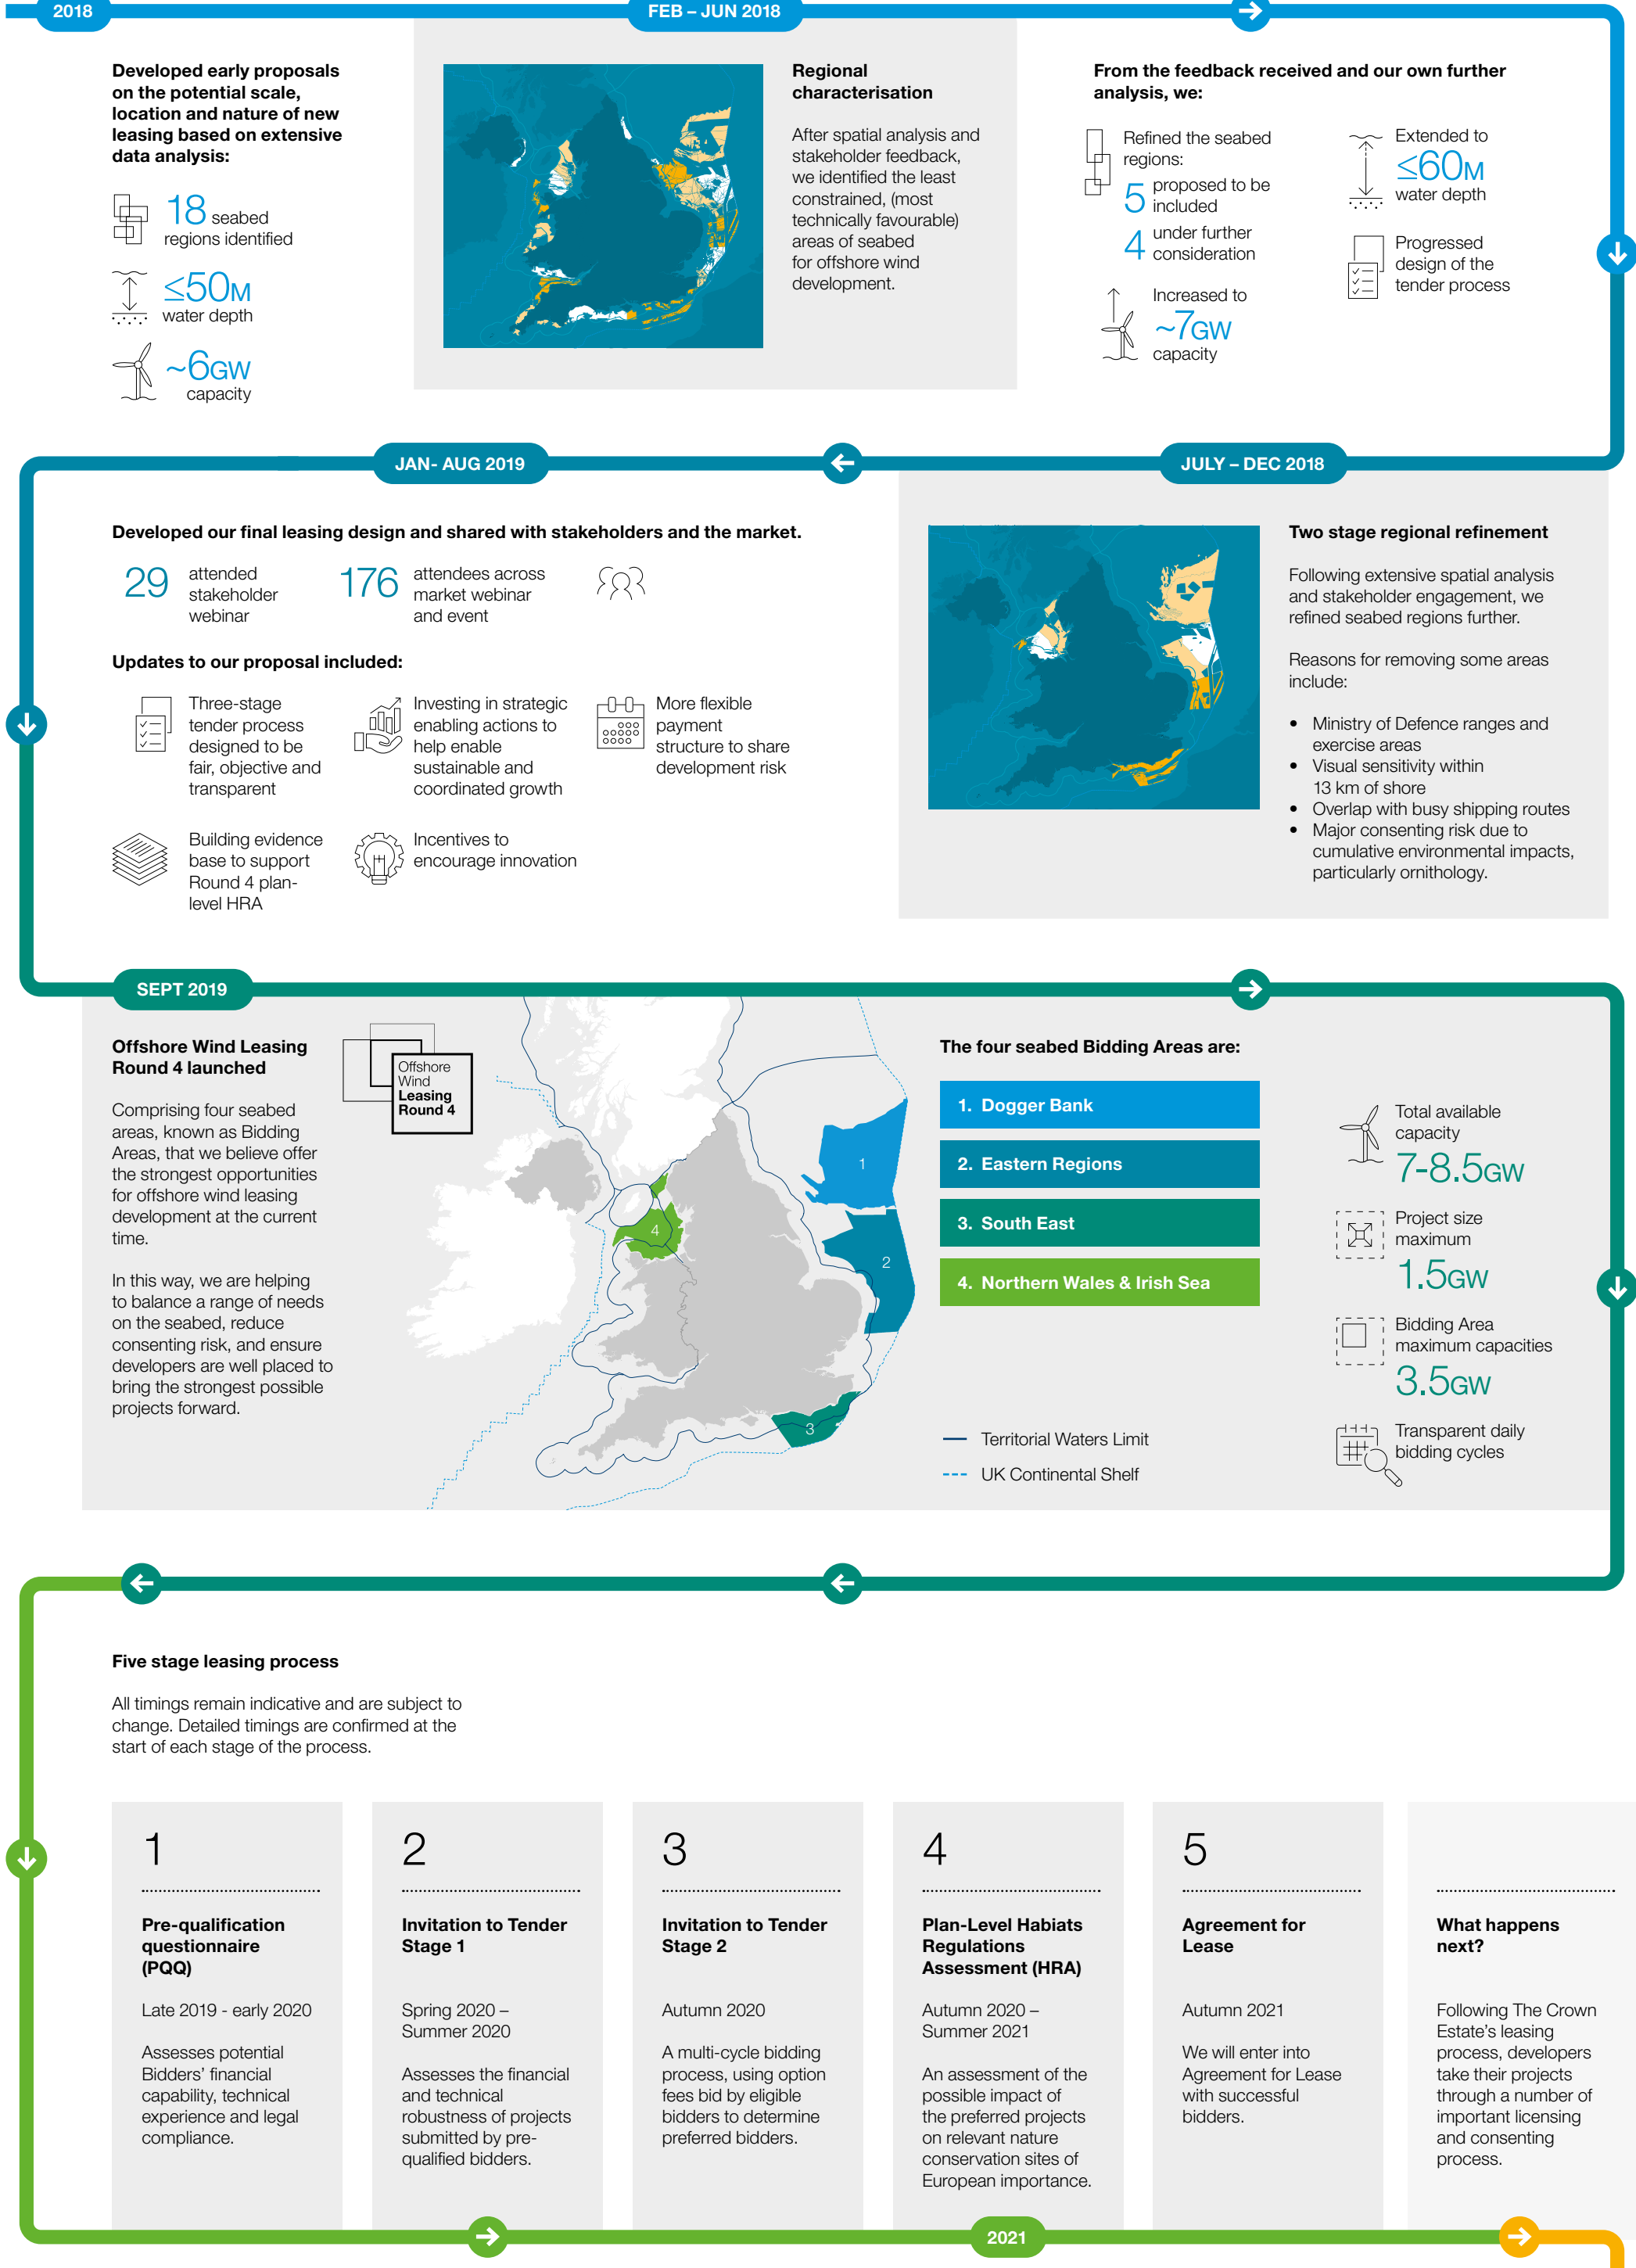 2018
FEB – JUN 2018
Developed early proposals
on the potential scale,
location and nature of new
leasing based on extensive
data analysis:
18 seabed
regions identified
≤50M
water depth
~6GW
capacity
Regional
characterisation
After spatial analysis and
stakeholder feedback,
we identified the least
constrained, (most
technically favourable)
areas of seabed
for offshore wind
development.
From the feedback received and our own further
analysis, we:
Refined the seabed
regions:
5 proposed to be
included
4 under further
consideration
Increased to
~7GW
capacity
Extended to
≤60M
water depth
Progressed
design of the
tender process
JULY – DEC 2018
Two stage regional refinement
Following extensive spatial analysis
and stakeholder engagement, we
refined seabed regions further.
Reasons for removing some areas
include:
• Ministry of Defence ranges and
exercise areas
• Visual sensitivity within
13 km of shore
• Overlap with busy shipping routes
• Major consenting risk due to
cumulative environmental impacts,
particularly ornithology.
JAN- AUG 2019
Developed our final leasing design and shared with stakeholders and the market.
29 attended
stakeholder
webinar
176 attendees across
market webinar
and event
Updates to our proposal included:
Three-stage
tender process
designed to be
fair, objective and
transparent
Investing in strategic
enabling actions to
help enable
sustainable and
coordinated growth
More flexible
payment
structure to share
development risk
Building evidence
base to support
Round 4 plan-
level HRA
Incentives to
encourage innovation
SEPT 2019
Offshore Wind Leasing
Round 4 launched
Comprising four seabed
areas, known as Bidding
Areas, that we believe offer
the strongest opportunities
for offshore wind leasing
development at the current
time.
In this way, we are helping
to balance a range of needs
on the seabed, reduce
consenting risk, and ensure
developers are well placed to
bring the strongest possible
projects forward.
Offshore
Wind
Leasing
Round 4
1
4
2
3
The four seabed Bidding Areas are:
1. Dogger Bank
2. Eastern Regions
3. South East
4. Northern Wales & Irish Sea
Territorial Waters Limit
UK Continental Shelf
Total available
capacity
7-8.5GW
Project size
maximum
1.5GW
Bidding Area
maximum capacities
3.5GW
Transparent daily
bidding cycles
Five stage leasing process
All timings remain indicative and are subject to
change. Detailed timings are confirmed at the
start of each stage of the process.
1
Pre-qualification
questionnaire
(PQQ)
Late 2019 - early 2020
Assesses potential
Bidders’ financial
capability, technical
experience and legal
compliance.
2
Invitation to Tender
Stage 1
Spring 2020 –
Summer 2020
Assesses the financial
and technical
robustness of projects
submitted by pre-
qualified bidders.
3
Invitation to Tender
Stage 2
Autumn 2020
A multi-cycle bidding
process, using option
fees bid by eligible
bidders to determine
preferred bidders.
4
Plan-Level Habiats
Regulations
Assessment (HRA)
Autumn 2020 –
Summer 2021
An assessment of the
possible impact of
the preferred projects
on relevant nature
conservation sites of
European importance.
5
Agreement for
Lease
Autumn 2021
We will enter into
Agreement for Lease
with successful
bidders.
What happens
next?
Following The Crown
Estate’s leasing
process, developers
take their projects
through a number of
important licensing
and consenting
process.
2021